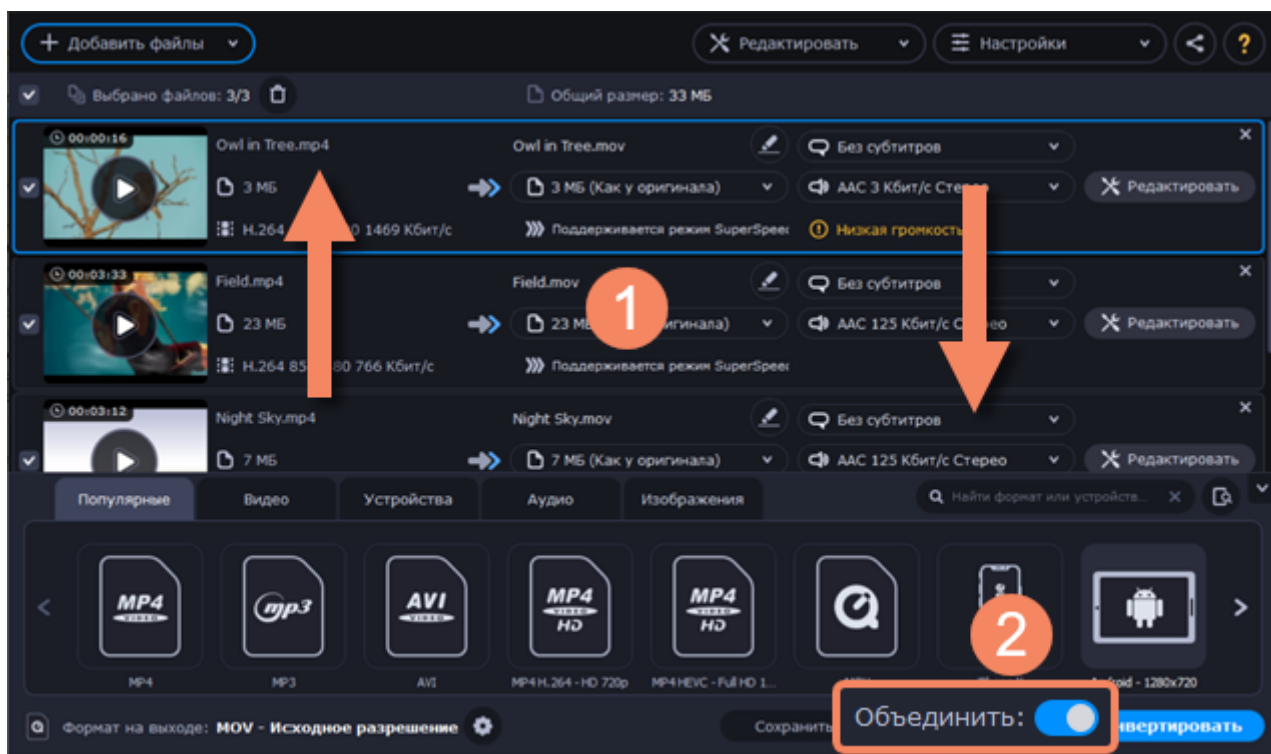 Добавить файлы
Редактировать
Настройки
?
Выбрано файлов: 3/3
Общий размер: 33 МБ
00:00:16
Owl in Tree.mp4
Owl in Tree.mov
Без субтитров
3 МБ
3 МБ (Как у оригинала)
AAC 3 Кбит/с Стерео
Редактировать
H.264 0 1469 Кбит/с
Поддерживается режим SuperSpeed
Низкая громкость
00:03:33
Field.mp4
Field.mov
Без субтитров
23 МБ
23 МБ
AAC 125 Кбит/с
Редактировать
H.264 766 Кбит/с
Поддерживается режим SuperSpeed
1
00:03:12
Night Sky.mp4
Night Sky.mov
Без субтитров
7 МБ
7 МБ (Как у оригинала)
AAC 125 Кбит/с Стерео
Редактировать
Популярные
Видео
Устройства
Аудио
Изображения
Найти формат или устройств...
MP4 VIDEO
mp3
AVI VIDEO
MP4 VIDEO HD
MP4 VIDEO HD
2
MP4
MP3
AVI
MP4 H.264 - HD 720p
MP4 HEVC - Full HD 1...
Android - 1280x720
Формат на выходе: MOV - Исходное разрешение
Сохранить
Объединить: